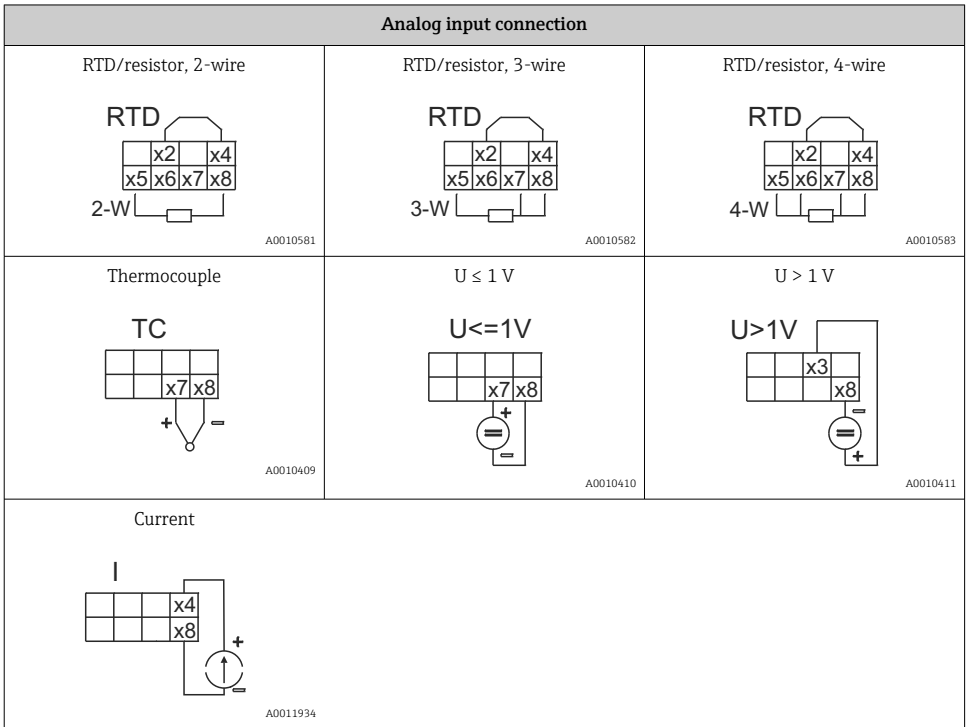 Analog input connection
RTD/resistor, 2-wire
RTD
x2 x4
x5 x6 x7 x8
2-W
A0010581
RTD/resistor, 3-wire
RTD
x2 x4
x5 x6 x7 x8
3-W
A0010582
RTD/resistor, 4-wire
RTD
x2 x4
x5 x6 x7 x8
4-W
A0010583
Thermocouple
TC
x7 x8
+ −
A0010409
U ≤ 1 V
U<=1V
x7 x8
+
−
A0010410
U > 1 V
U>1V
x3
x8
−
+
A0010411
Current
I
x4
x8
+
−
A0011934